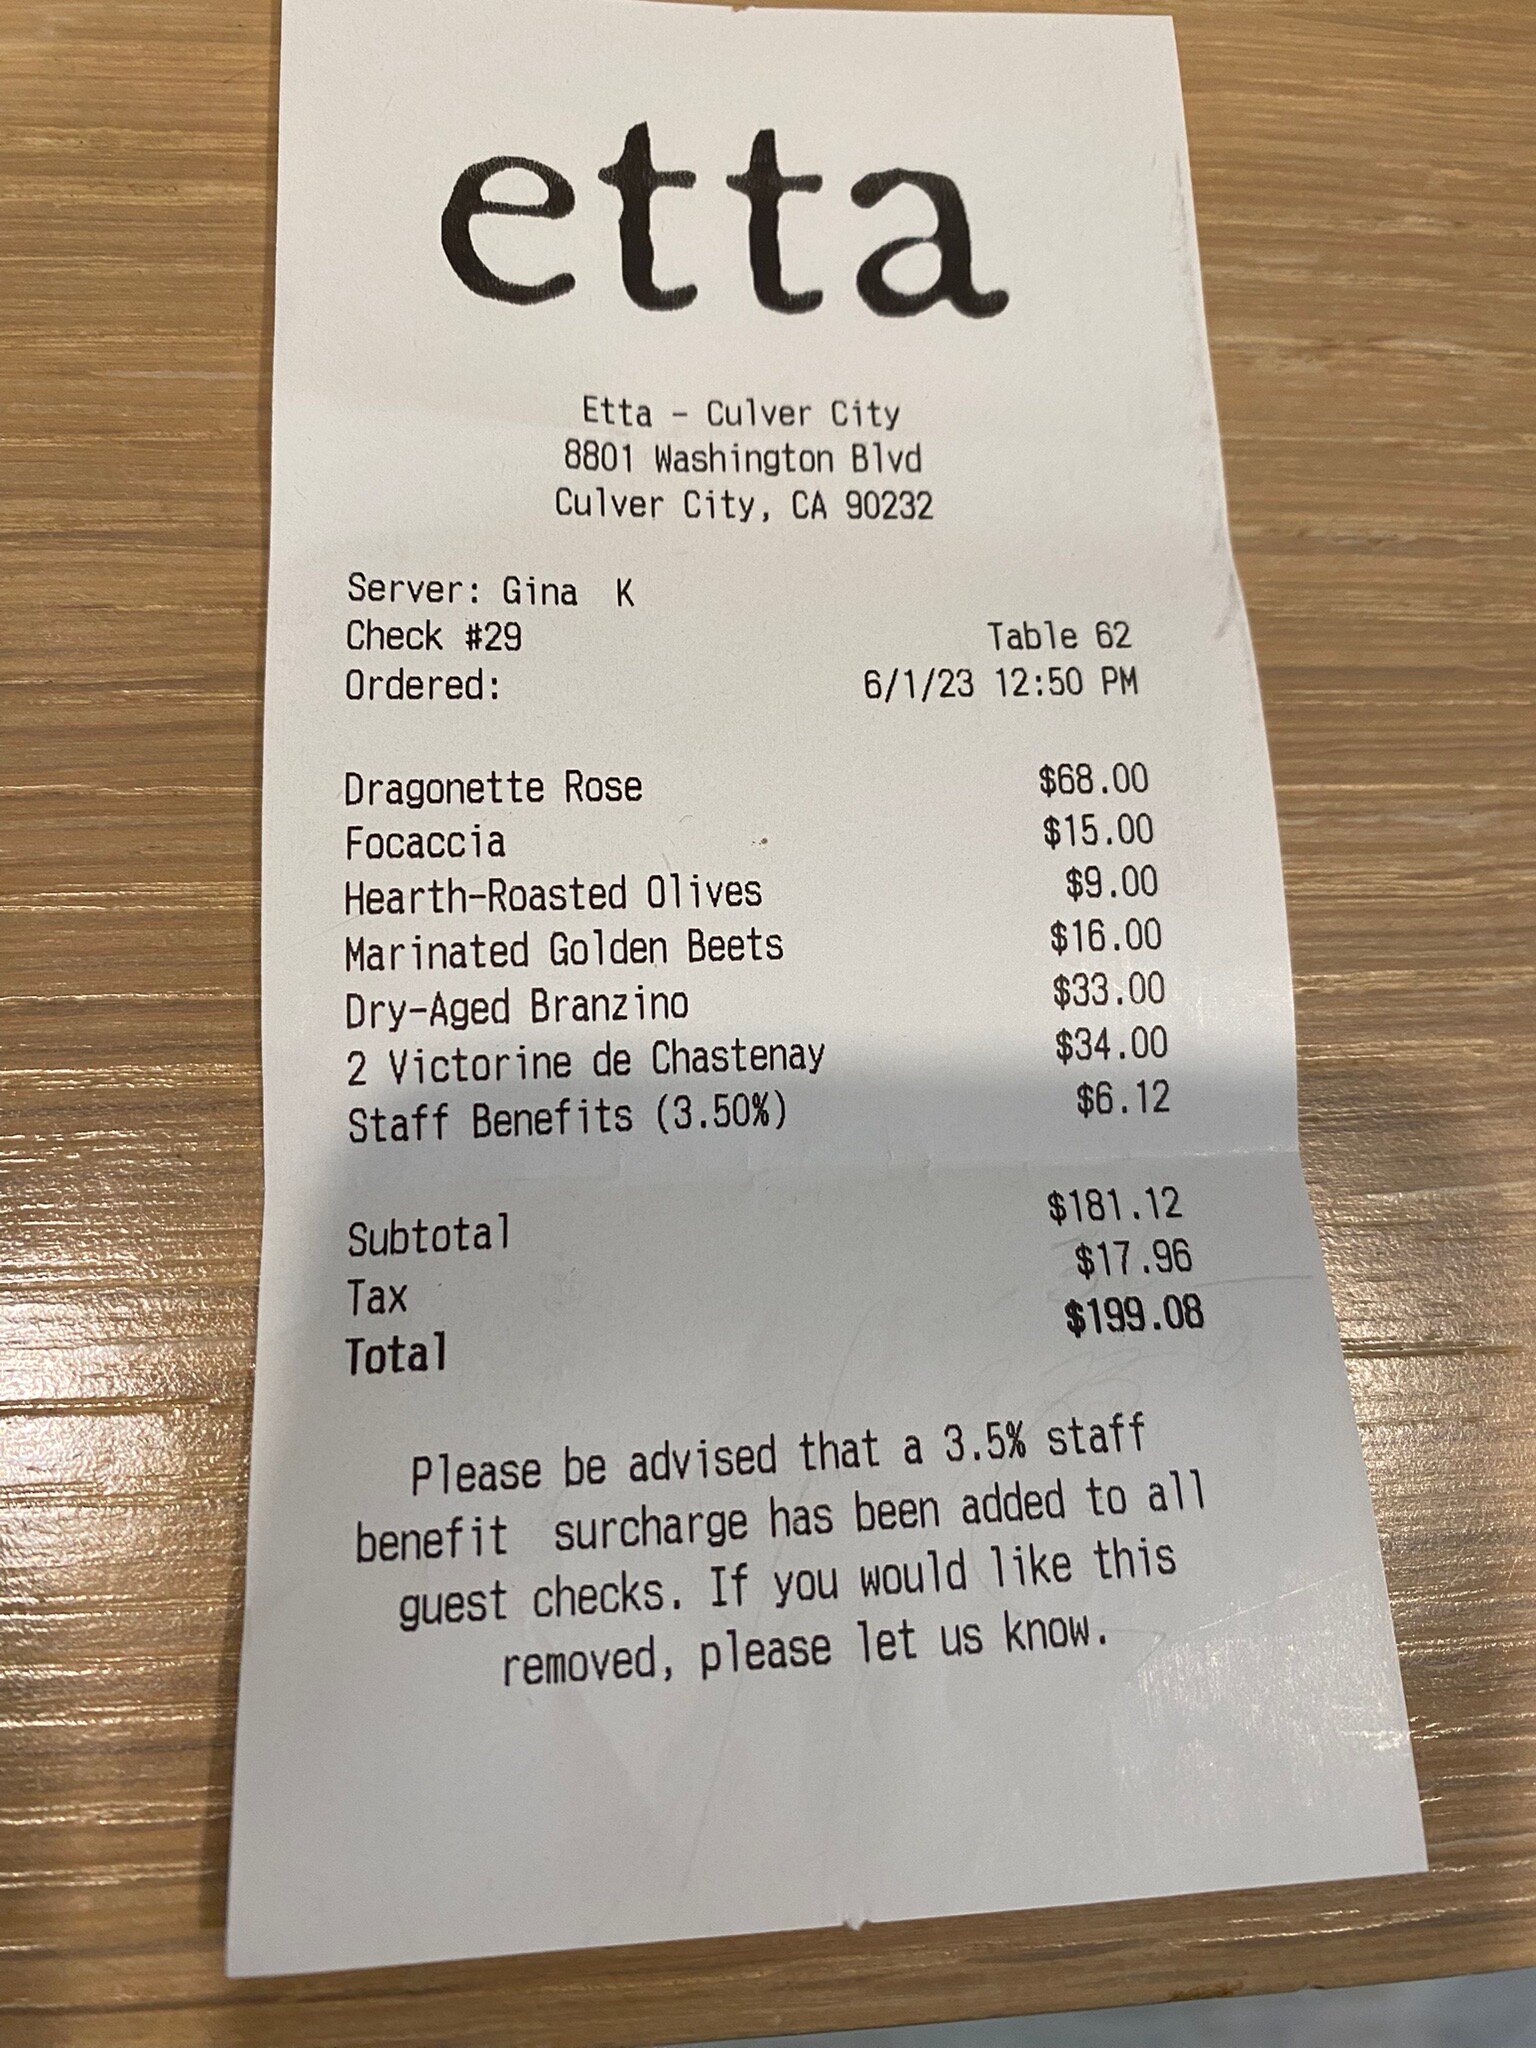 etta
Etta - Culver City
8801 Washington Blvd
Culver City, CA 90232
Server: Gina  K
Check #29 Table 62
Ordered: 6/1/23 12:50 PM
Dragonette Rose $68.00
Focaccia $15.00
Hearth-Roasted Olives $9.00
Marinated Golden Beets $16.00
Dry-Aged Branzino $33.00
2 Victorine de Chastenay $34.00
Staff Benefits (3.50%) $6.12
Subtotal $181.12
Tax $17.96
Total $199.08
Please be advised that a 3.5% staff
benefit  surcharge has been added to all
guest checks. If you would like this
removed, please let us know.